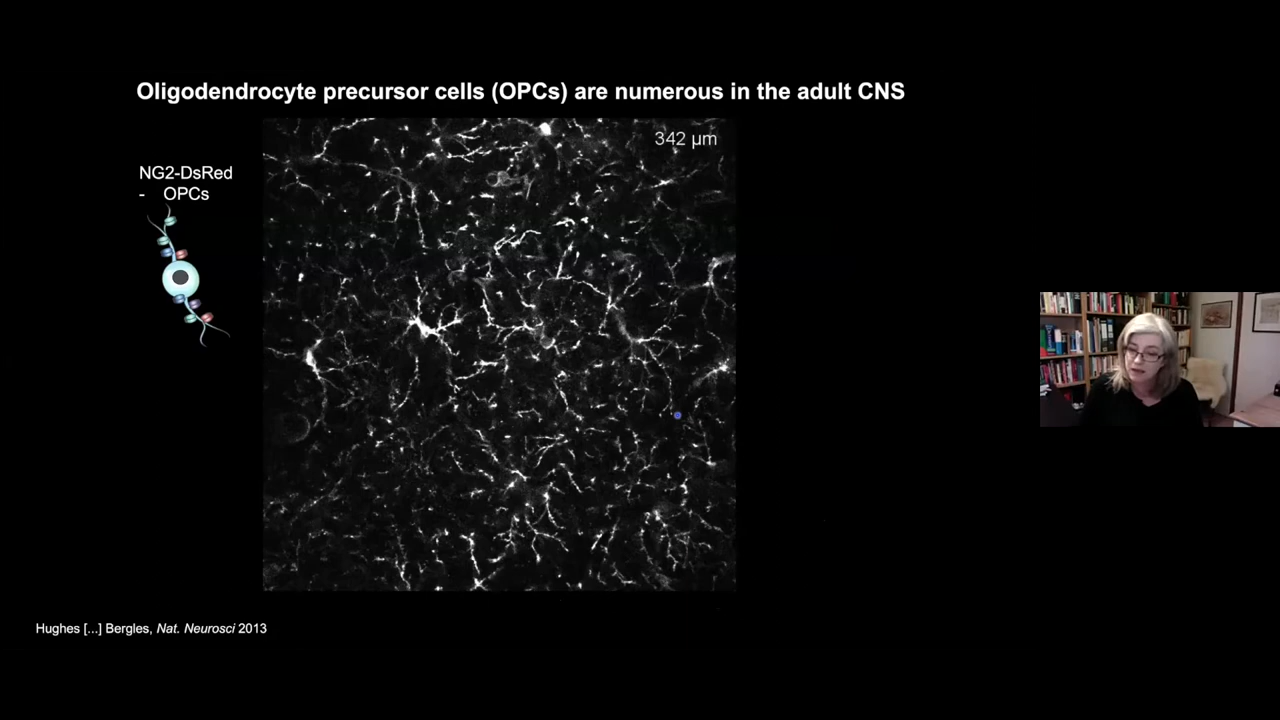 Oligodendrocyte precursor cells (OPCs) are numerous in the adult CNS
342 µm
NG2-DsRed
- OPCs
Hughes [...] Bergles, Nat. Neurosci 2013